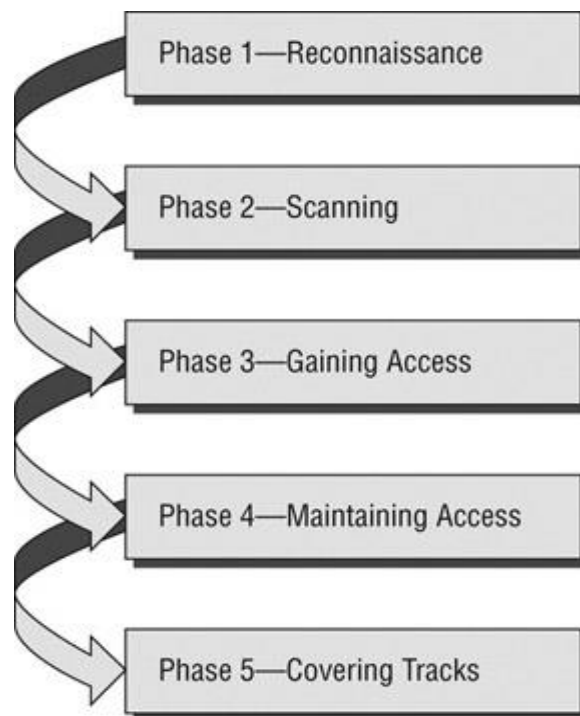 Phase 1—Reconnaissance
Phase 2—Scanning
Phase 3—Gaining Access
Phase 4—Maintaining Access
Phase 5—Covering Tracks